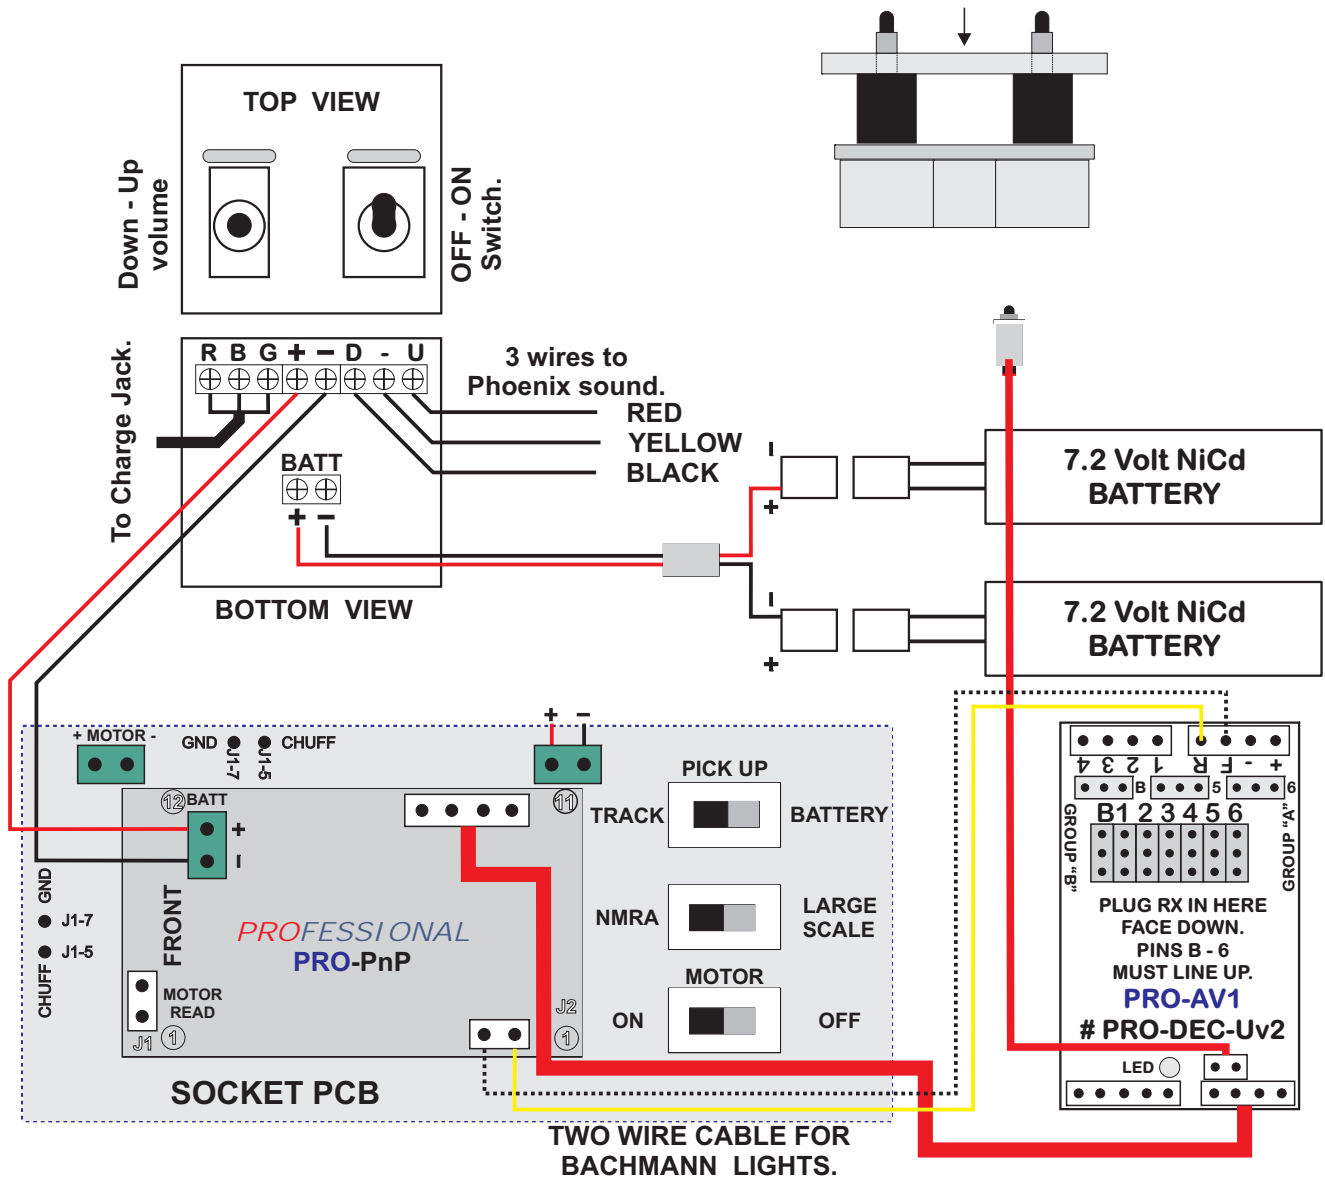 TOP VIEW
Down - Up
volume
OFF - ON
Switch.
R B G + − D - U
3 wires to
Phoenix sound.
RED
YELLOW
BLACK
To Charge Jack.
BATT
+ −
BOTTOM VIEW
-
+
7.2 Volt NiCd
BATTERY
-
+
7.2 Volt NiCd
BATTERY
+ MOTOR -
GND
J1-7
J1-5
CHUFF
+ −
PICK UP
TRACK
BATTERY
12
BATT
11
+
-
GND
J1-7
J1-5
CHUFF
FRONT
PROFESSIONAL
PRO-PnP
NMRA
LARGE
SCALE
MOTOR
ON
OFF
MOTOR
READ
J1
1
J2
1
SOCKET PCB
TWO WIRE CABLE FOR
BACHMANN LIGHTS.
4 3 2 1 R F - +
B 5 6
GROUP "B"
B1 2 3 4 5 6
GROUP "A"
PLUG RX IN HERE
FACE DOWN.
PINS B - 6
MUST LINE UP.
PRO-AV1
# PRO-DEC-Uv2
LED